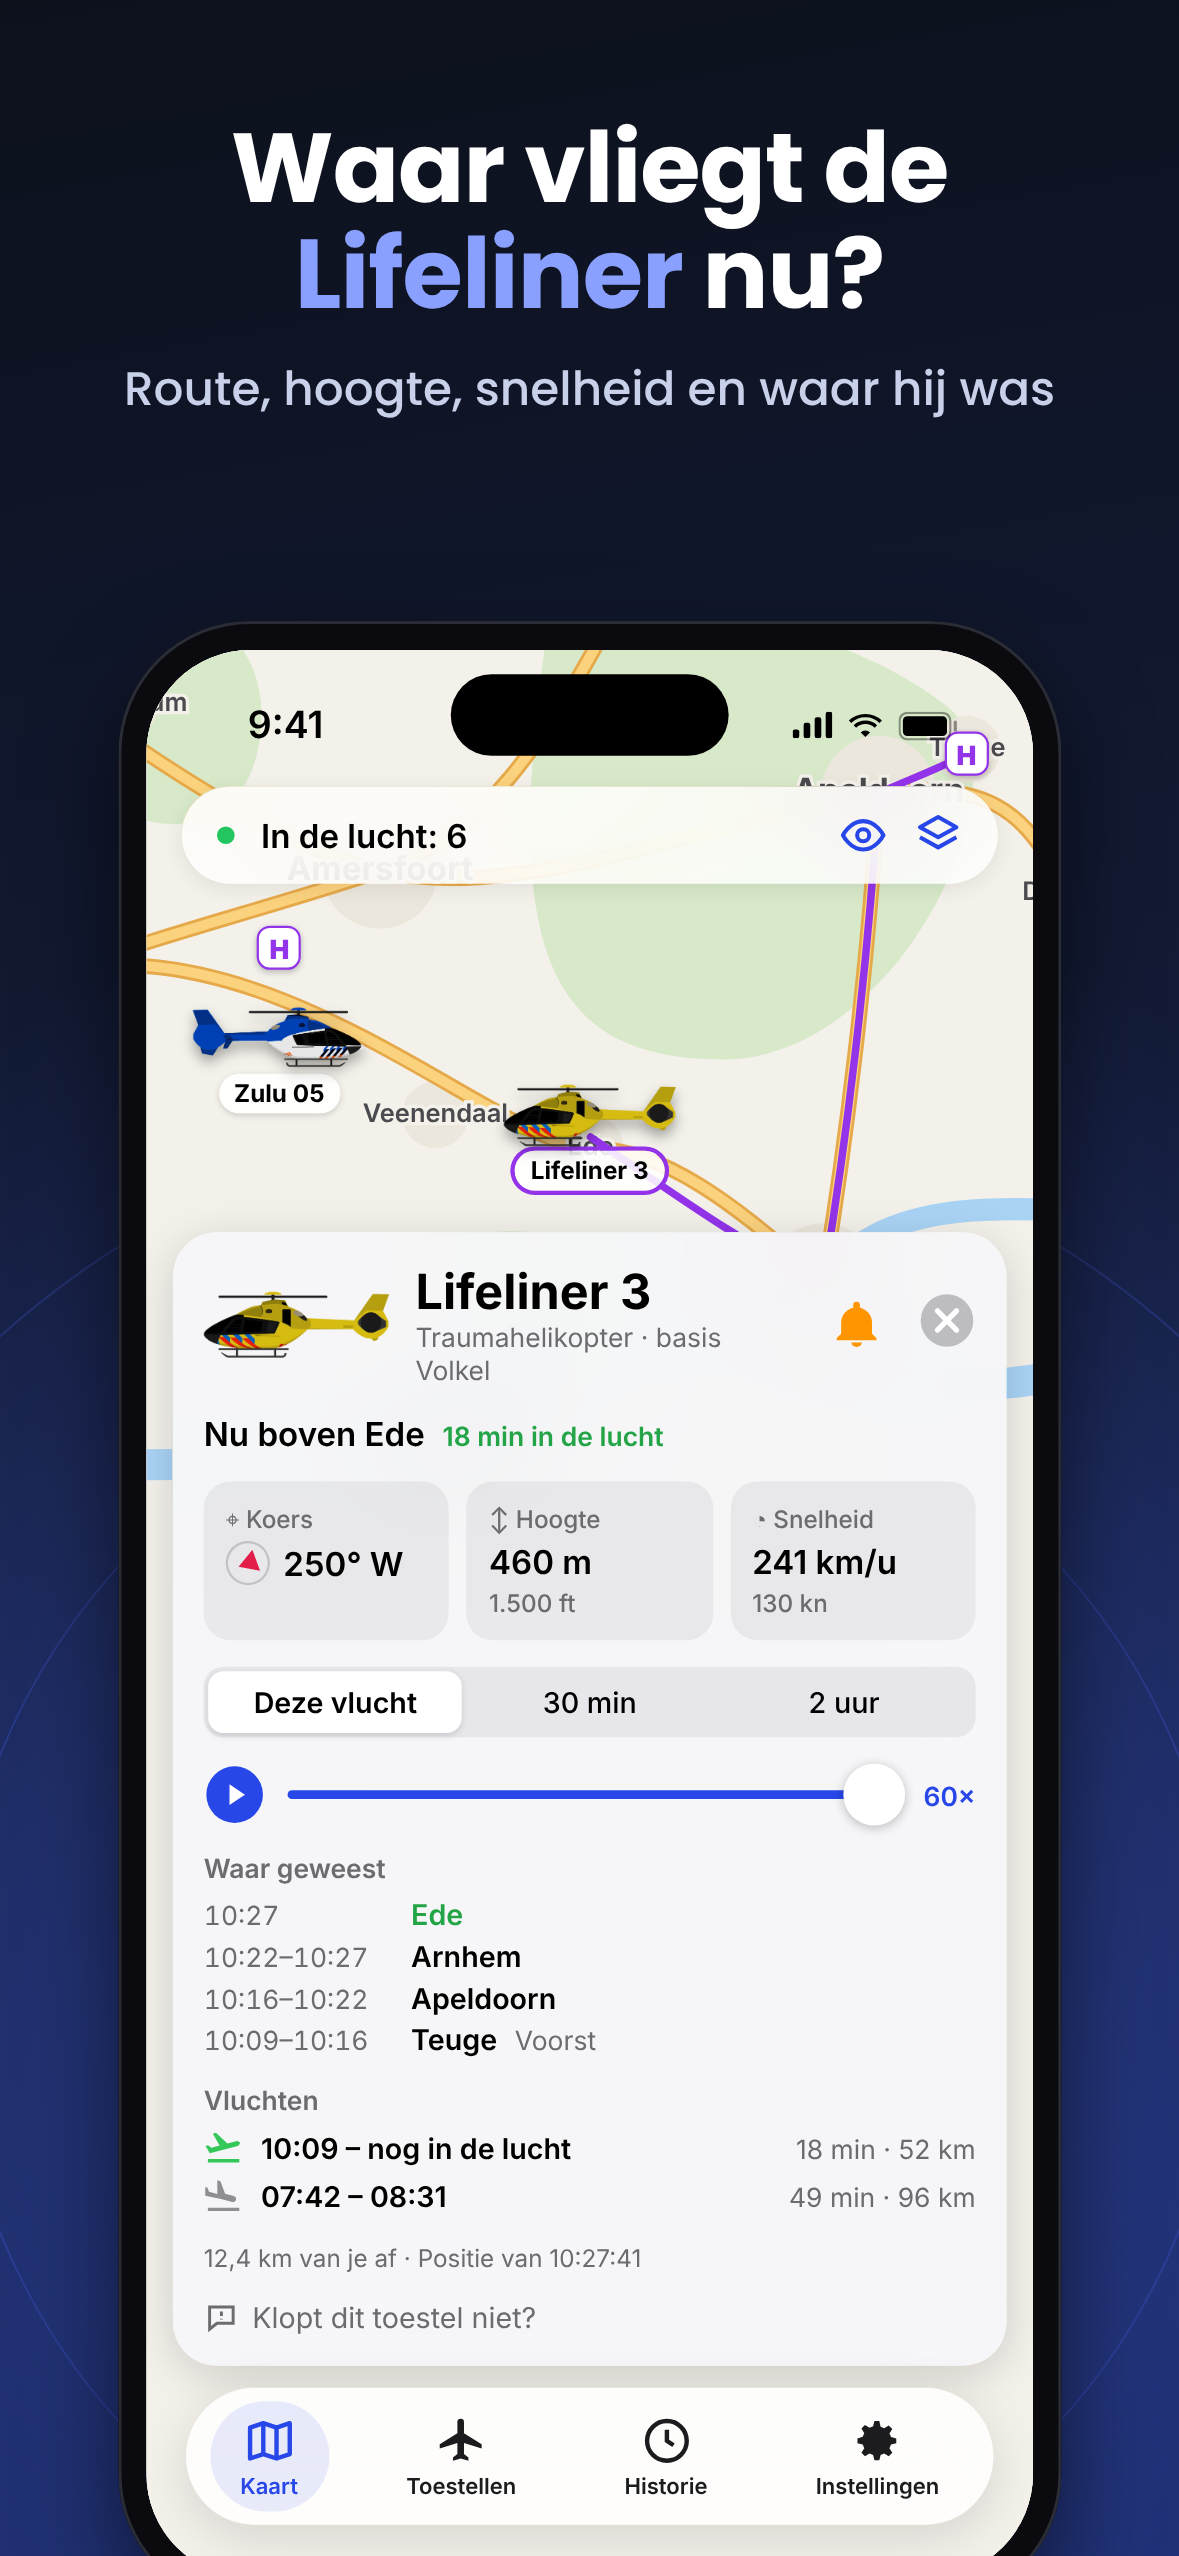 Waar vliegt de
Lifeliner nu?
Route, hoogte, snelheid en waar hij was
9:41
H
Apeldoorn
In de lucht: 6
Amersfoort
H
Zulu 05
Veenendaal
Ede
Lifeliner 3
Lifeliner 3
Traumahelikopter · basis
Volkel
Nu boven Ede 18 min in de lucht
Koers Hoogte Snelheid
250° W 460 m 241 km/u
1.500 ft 130 kn
Deze vlucht 30 min 2 uur
60×
Waar geweest
10:27 Ede
10:22–10:27 Arnhem
10:16–10:22 Apeldoorn
10:09–10:16 Teuge Voorst
Vluchten
10:09 – nog in de lucht 18 min · 52 km
07:42 – 08:31 49 min · 96 km
12,4 km van je af · Positie van 10:27:41
Klopt dit toestel niet?
Kaart Toestellen Historie Instellingen